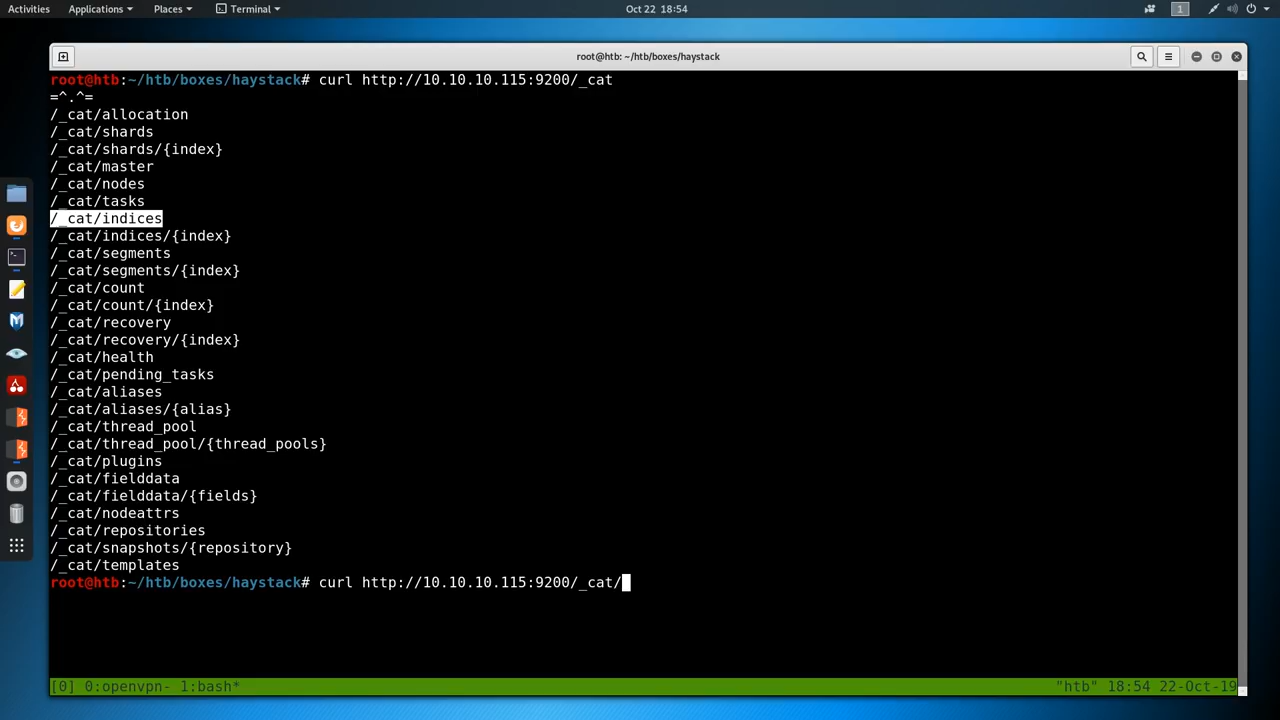 Activities Applications Places Terminal Oct 22 18:54 1
root@htb: ~/htb/boxes/haystack
root@htb:~/htb/boxes/haystack# curl http://10.10.10.115:9200/_cat
=^.^=
/_cat/allocation
/_cat/shards
/_cat/shards/{index}
/_cat/master
/_cat/nodes
/_cat/tasks
/_cat/indices
/_cat/indices/{index}
/_cat/segments
/_cat/segments/{index}
/_cat/count
/_cat/count/{index}
/_cat/recovery
/_cat/recovery/{index}
/_cat/health
/_cat/pending_tasks
/_cat/aliases
/_cat/aliases/{alias}
/_cat/thread_pool
/_cat/thread_pool/{thread_pools}
/_cat/plugins
/_cat/fielddata
/_cat/fielddata/{fields}
/_cat/nodeattrs
/_cat/repositories
/_cat/snapshots/{repository}
/_cat/templates
root@htb:~/htb/boxes/haystack# curl http://10.10.10.115:9200/_cat/
[0] 0:openvpn- 1:bash* "htb" 18:54 22-Oct-19